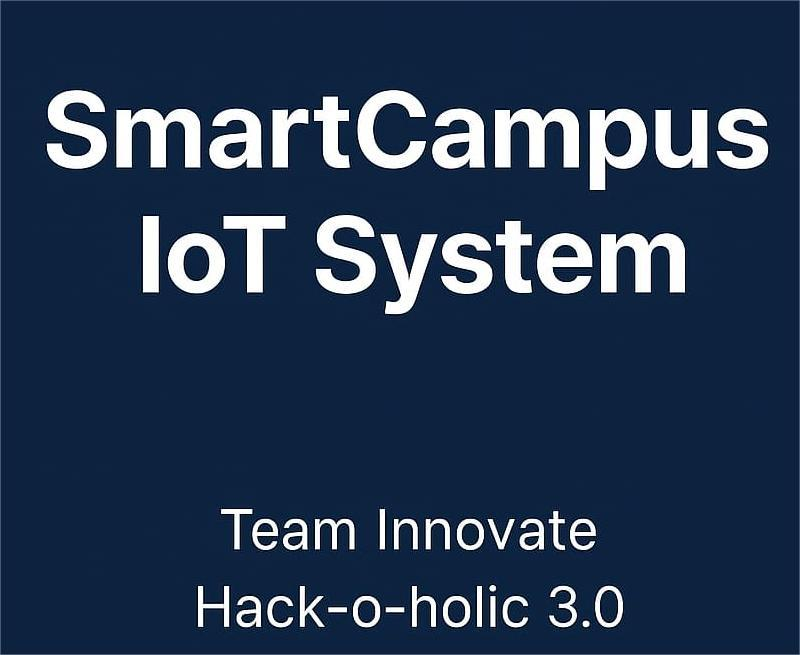 SmartCampus
IoT System
Team Innovate
Hack-o-holic 3.0